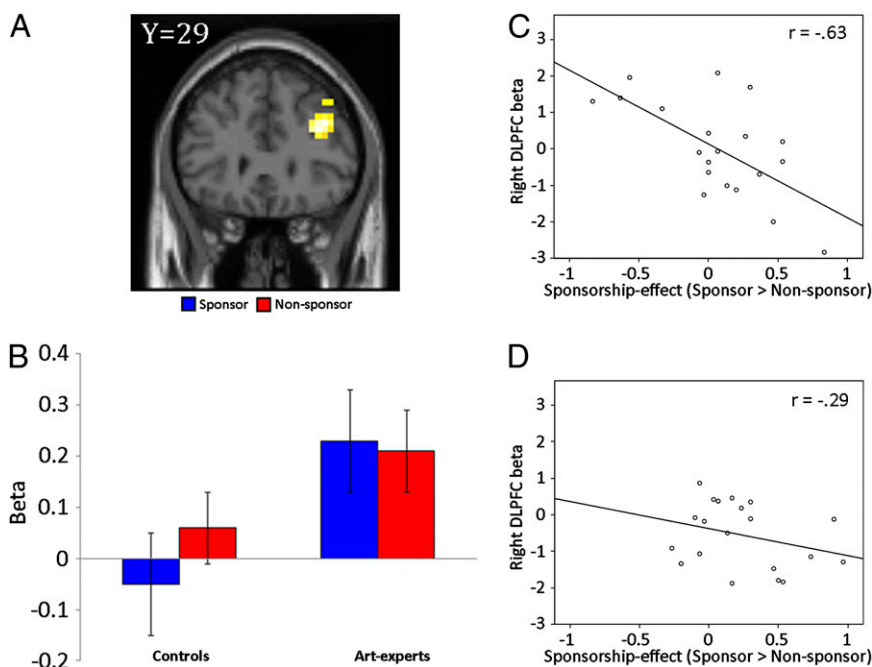 A
Y=29
Sponsor Non-sponsor
B
0.4
0.3
0.2
0.1
0
-0.1
-0.2
Beta
Controls Art-experts
C
r = -.63
3
2
1
0
-1
-2
-3
Right DLPFC beta
-1 -0.5 0 0.5 1
Sponsorship-effect (Sponsor > Non-sponsor)
D
r = -.29
3
2
1
0
-1
-2
-3
Right DLPFC beta
-1 -0.5 0 0.5 1
Sponsorship-effect (Sponsor > Non-sponsor)